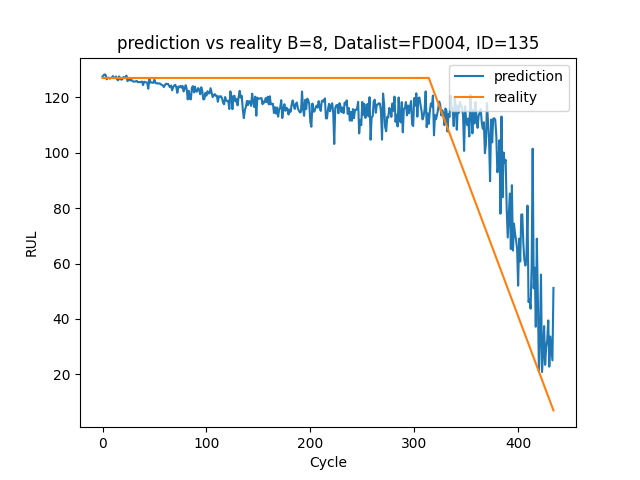 prediction vs reality B=8, Datalist=FD004, ID=135
prediction
reality
120
100
80
60
40
20
RUL
0 100 200 300 400
Cycle